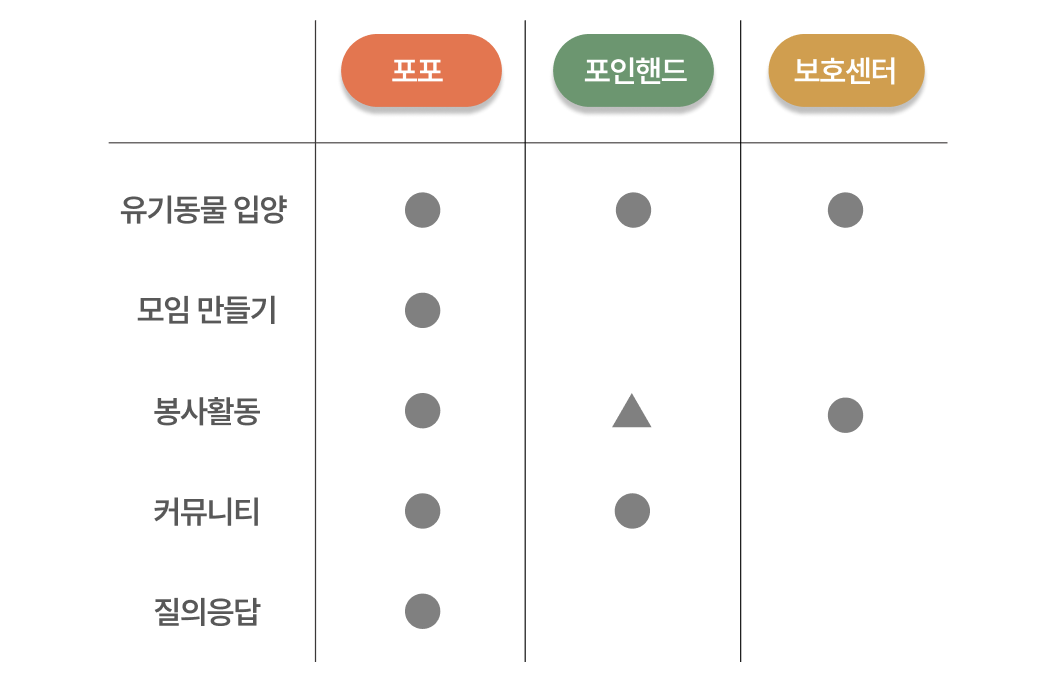 포포 포인핸드 보호센터
유기동물 입양
모임 만들기
봉사활동
커뮤니티
질의응답